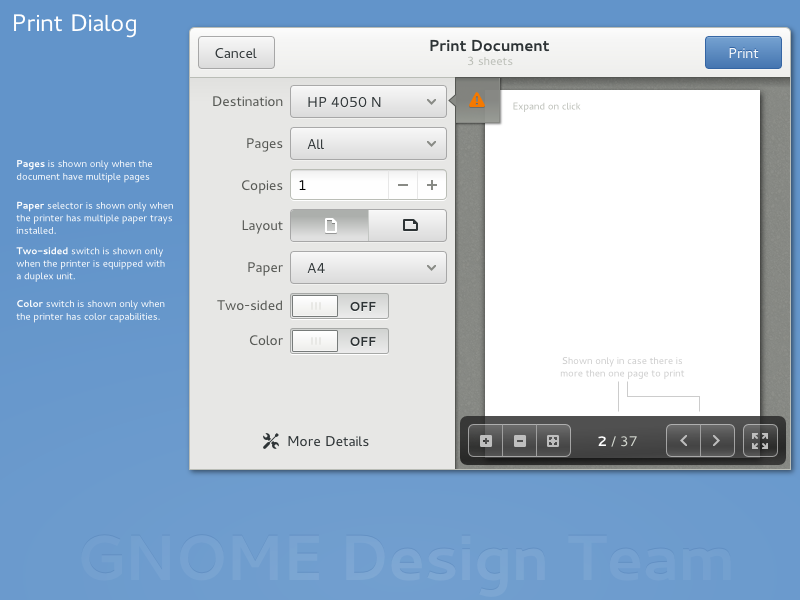 Print Dialog
Cancel
Print Document
3 sheets
Print
Destination
HP 4050 N
Expand on click
Pages
All
Pages is shown only when the
document have multiple pages
Copies
1
Paper selector is shown only when
the printer has multiple paper trays
installed.
Layout
Two-sided switch is shown only
when the printer is equipped with
a duplex unit.
Paper
A4
Color switch is shown only when
the printer has color capabilities.
Two-sided
OFF
Color
OFF
Shown only in case there is
more then one page to print
More Details
2 / 37
GNOME Design Team